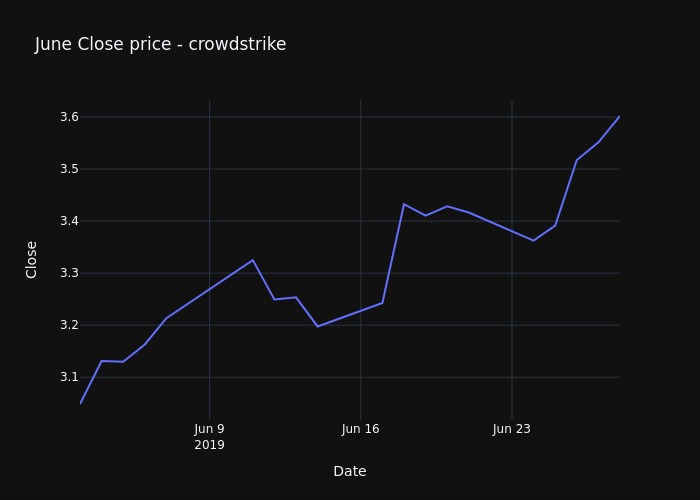 June Close price - crowdstrike
3.6
3.5
3.4
3.3
3.2
3.1
Close
Jun 9
2019
Jun 16
Jun 23
Date